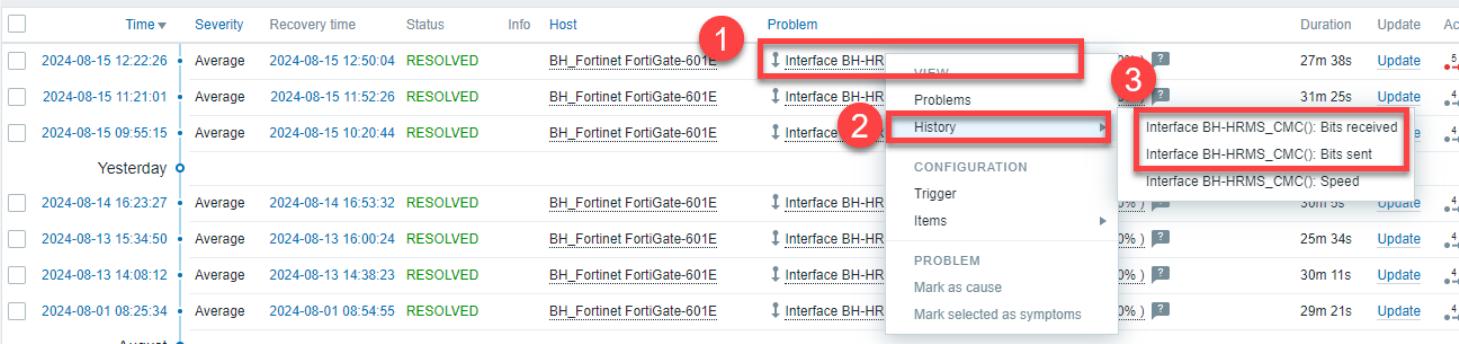 Time Severity Recovery time Status Info Host Problem Duration Update Ac
1
2024-08-15 12:22:26 Average 2024-08-15 12:50:04 RESOLVED BH_Fortinet FortiGate-601E Interface BH-HR 27m 38s Update 5
VIEW
3
2024-08-15 11:21:01 Average 2024-08-15 11:52:26 RESOLVED BH_Fortinet FortiGate-601E Interface BH-HR Problems 31m 25s Update 4
2
2024-08-15 09:55:15 Average 2024-08-15 10:20:44 RESOLVED BH_Fortinet FortiGate-601E Interface BH-HR History Interface BH-HRMS_CMC(): Bits received 4
Interface BH-HRMS_CMC(): Bits sent
Yesterday CONFIGURATION
Interface BH-HRMS_CMC(): Speed
Trigger
2024-08-14 16:23:27 Average 2024-08-14 16:53:32 RESOLVED BH_Fortinet FortiGate-601E Interface BH-HR 0% ) ? 30m 5s Update 4
Items
2024-08-13 15:34:50 Average 2024-08-13 16:00:24 RESOLVED BH_Fortinet FortiGate-601E Interface BH-HR 0% ) ? 25m 34s Update 4
PROBLEM
2024-08-13 14:08:12 Average 2024-08-13 14:38:23 RESOLVED BH_Fortinet FortiGate-601E Interface BH-HR 0% ) ? 30m 11s Update 4
Mark as cause
2024-08-01 08:25:34 Average 2024-08-01 08:54:55 RESOLVED BH_Fortinet FortiGate-601E Interface BH-HR 0% ) ? 29m 21s Update 4
Mark selected as symptoms
August